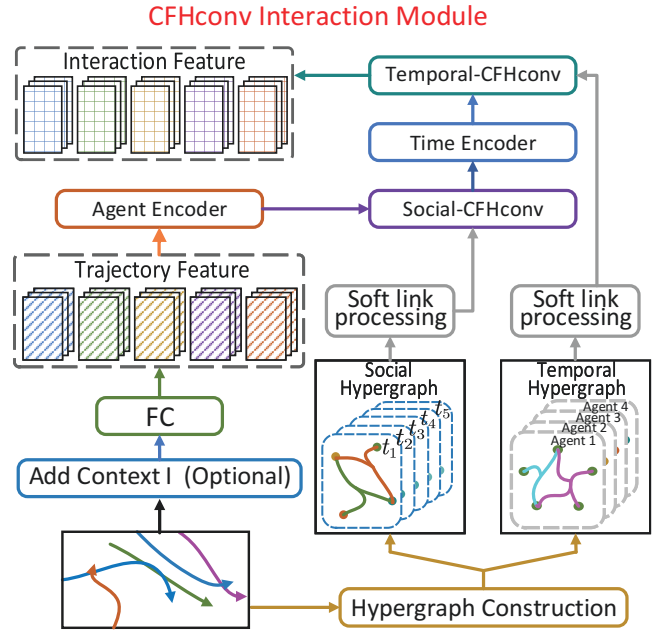 CFHconv Interaction Module
Interaction Feature
Temporal-CFHconv
Time Encoder
Agent Encoder
Social-CFHconv
Trajectory Feature
Soft link
processing
Soft link
processing
Social
Hypergraph
t1
t2
t3
t4
t5
Temporal
Hypergraph
Agent 4
Agent 3
Agent 2
Agent 1
FC
Add Context I (Optional)
Hypergraph Construction